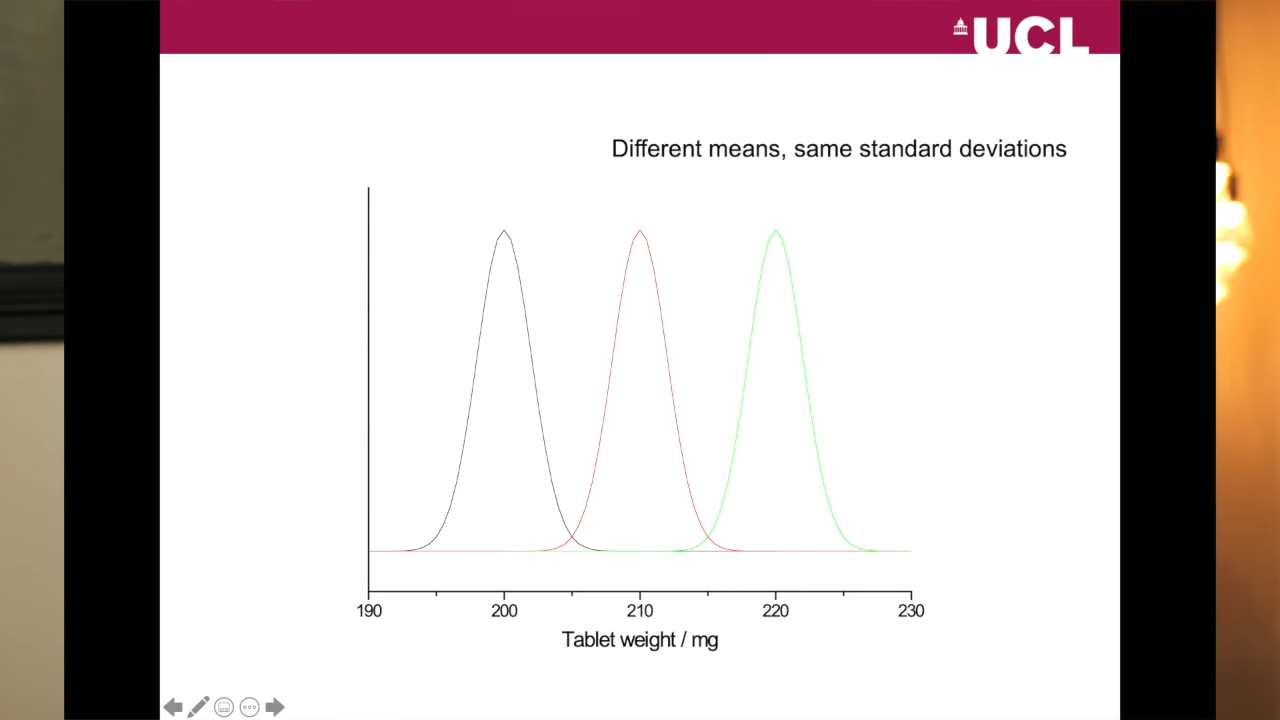 UCL
Different means, same standard deviations
190 200 210 220 230
Tablet weight / mg